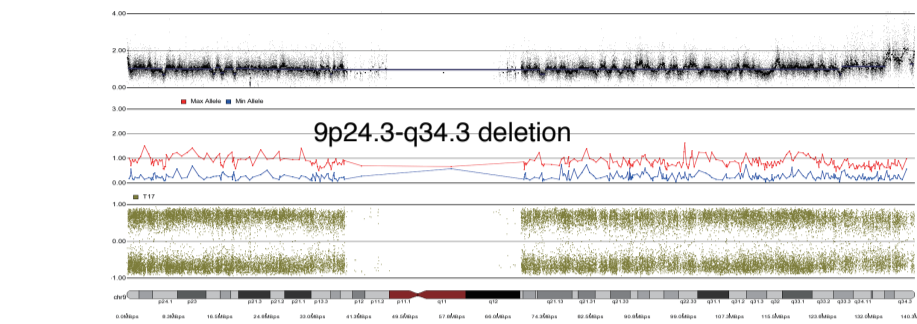 4.00
2.00
0.00
Max Allele Min Allele
3.00
9p24.3-q34.3 deletion
2.00
1.00
0.00
T17
1.00
0.00
-1.00
chr9 p24.1 p23 p21.3 p21.2 p21.1 p13.3 p12 p11.2 p11.1 q11 q12 q21.13 q21.31 q21.33 q22.33 q31.1 q31.2 q31.3 q32 q33.1 q33.2 q33.3 q34.11 q34.3